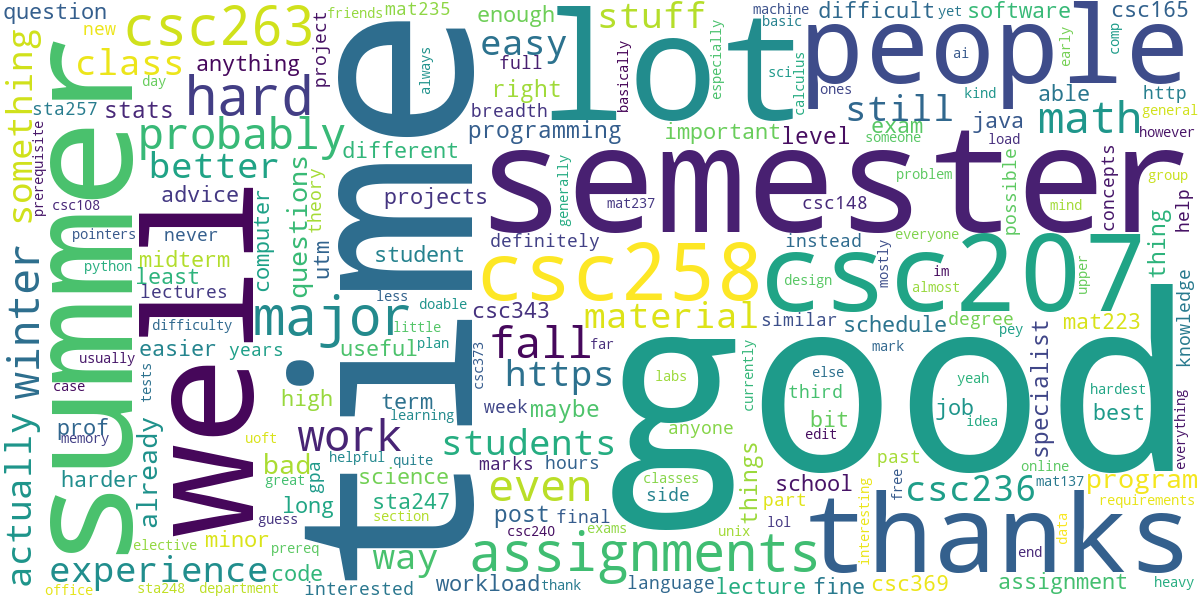 question
new
csc263
friends
mat235
enough
stuff
machine
basic
difficult
yet
software
csc165
class
anything
project
always
easy
full
lot
especially
people
ai
early
comp
something
day
right
basically
sci
calculus
ones
kind
able
http
sta257
stats
hard
breadth
still
general
prerequisite
probably
time
programming
important
level
exam
someone
java
load
math
however
summer
better
questions
theory
different
generally
semester
problem
possible
concepts
group
csc108
advice
projects
mat237
csc148
mind
help
pointers
never
computer
utm
student
definitely
instead
everyone
thing
python
midterm
least
csc258
mostly
csc207
design
im
almost
upper
lectures
well
less
doable
csc343
material
similar
schedule
degree
pey
mat223
knowledge
winter
difficulty
major
little
plan
fall
far
mark
specialist
easier
years
useful
csc373
https
good
labs
currently
else
yeah
hardest
usually
case
tests
high
term
learning
week
maybe
third
job
idea
best
actually
prof
memory
already
uoft
work
students
anyone
bit
edit
everything
harder
bad
great
gpa
helpful
quite
marks
hours
classes
things
past
online
mat137
long
science
even
side
school
free
program
guess
sta247
section
post
final
part
csc236
requirements
elective
minor
prereq
way
csc240
exams
unix
lol
thanks
interesting
end
data
experience
code
assignments
office
sta248
department
interested
workload
thank
language
lecture
fine
csc369
assignment
heavy